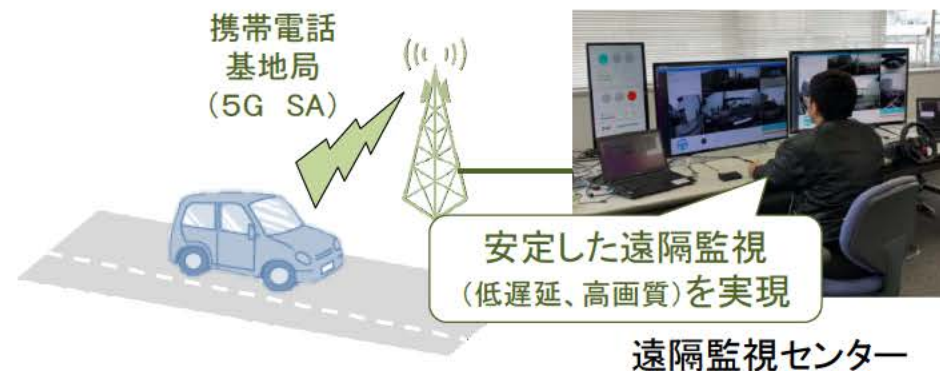 携帯電話
基地局
(5G SA)
安定した遠隔監視
(低遅延、高画質)を実現
遠隔監視センター